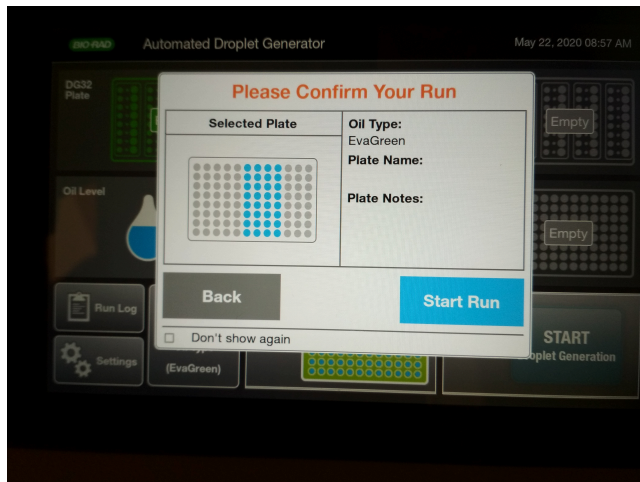 BIO-RAD Automated Droplet Generator
May 22, 2020 08:57 AM
DG32
Plate
Please Confirm Your Run
Selected Plate
Oil Type:
EvaGreen
Plate Name:
Plate Notes:
Empty
Oil Level
Empty
Back
Start Run
Don't show again
Run Log
Settings
(EvaGreen)
START
Droplet Generation